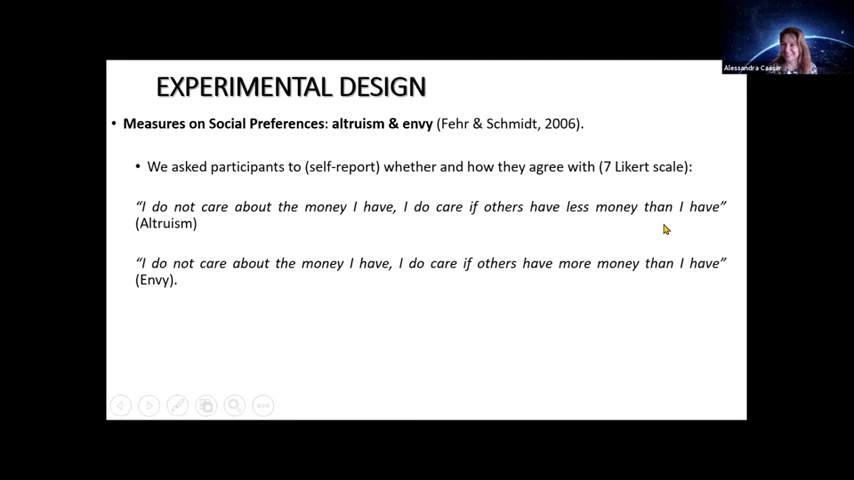 EXPERIMENTAL DESIGN
• Measures on Social Preferences: altruism & envy (Fehr & Schmidt, 2006).
• We asked participants to (self-report) whether and how they agree with (7 Likert scale):
“I do not care about the money I have, I do care if others have less money than I have”
(Altruism)
“I do not care about the money I have, I do care if others have more money than I have”
(Envy).
Alessandra Cassar